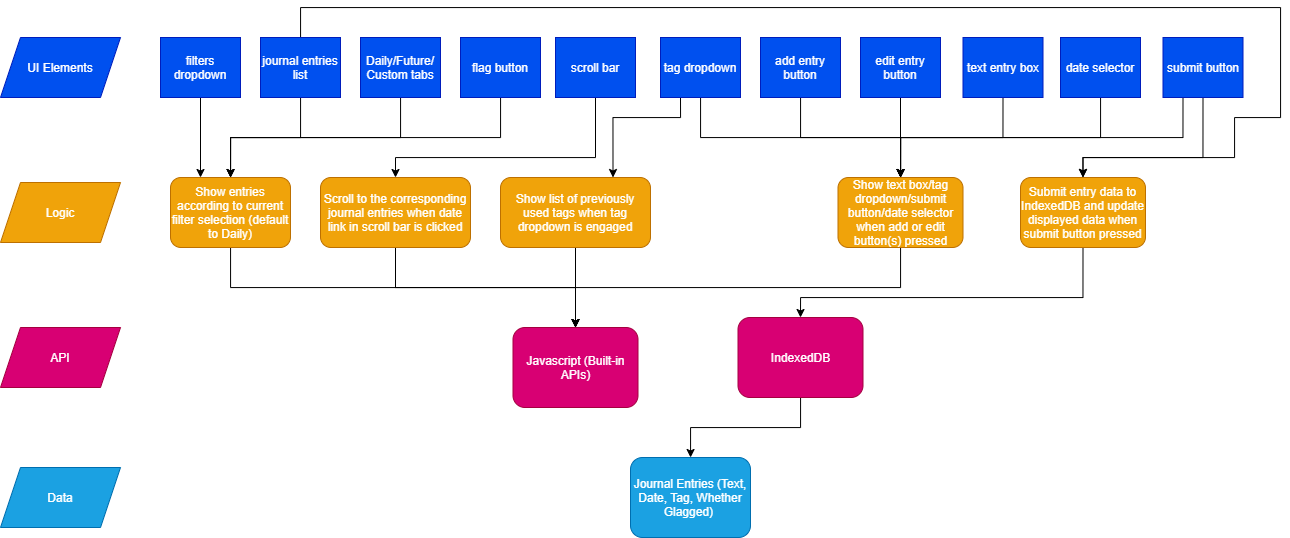 UI Elements
filters
dropdown
journal entries
list
Daily/Future/
Custom tabs
flag button
scroll bar
tag dropdown
add entry
button
edit entry
button
text entry box
date selector
submit button
Logic
Show entries
according to current
filter selection (default
to Daily)
Scroll to the corresponding
journal entries when date
link in scroll bar is clicked
Show list of previously
used tags when tag
dropdown is engaged
Show text box/tag
dropdown/submit
button/date selector
when add or edit
button(s) pressed
Submit entry data to
IndexedDB and update
displayed data when
submit button pressed
API
Javascript (Built-in
APIs)
IndexedDB
Data
Journal Entries (Text,
Date, Tag, Whether
Glagged)